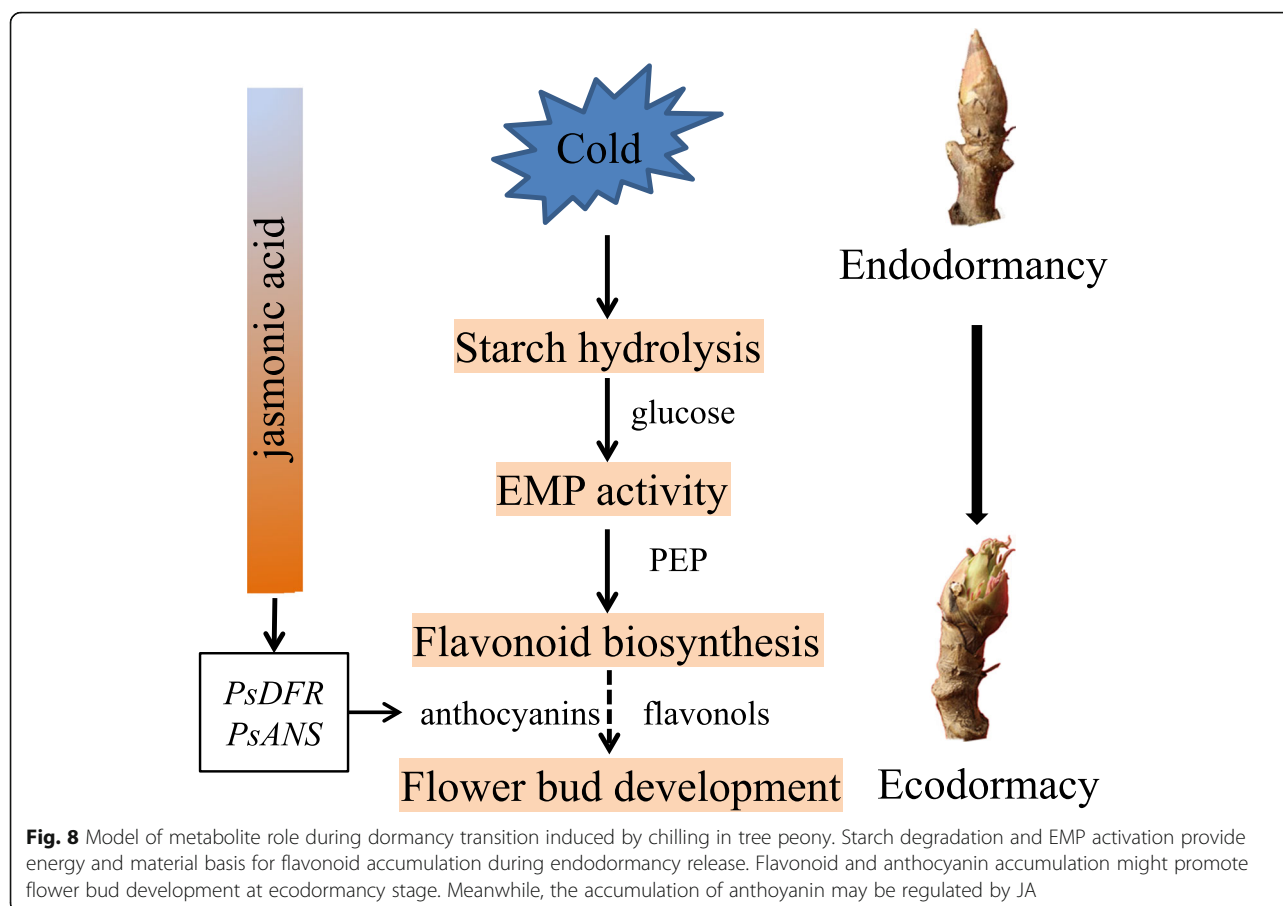 Cold
jasmonic acid
Endodormancy
Starch hydrolysis
glucose
EMP activity
PEP
Flavonoid biosynthesis
PsDFR
PsANS
anthocyanins
flavonols
Flower bud development
Ecodormacy
Fig. 8 Model of metabolite role during dormancy transition induced by chilling in tree peony. Starch degradation and EMP activation provide
energy and material basis for flavonoid accumulation during endodormancy release. Flavonoid and anthocyanin accumulation might promote
flower bud development at ecodormancy stage. Meanwhile, the accumulation of anthoyanin may be regulated by JA